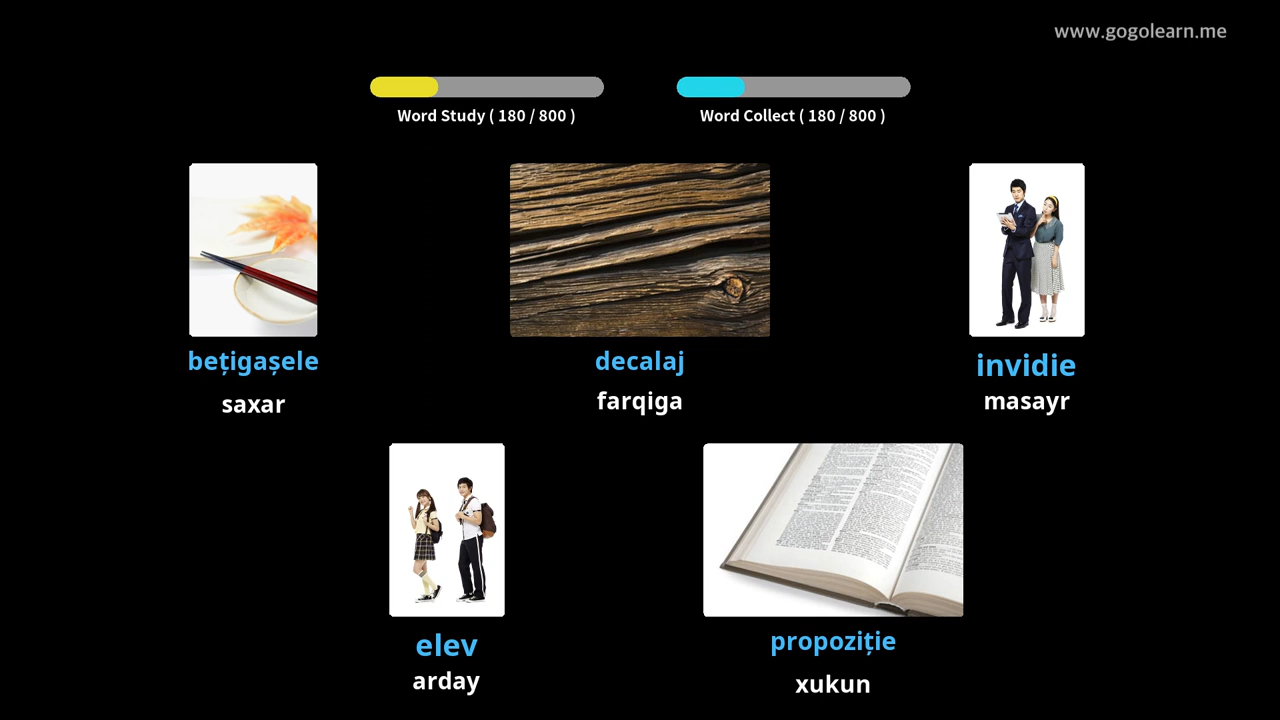 www.gogolearn.me
Word Study ( 180 / 800 )
Word Collect ( 180 / 800 )
bețigașele
saxar
decalaj
farqiga
invidie
masayr
elev
arday
propoziție
xukun